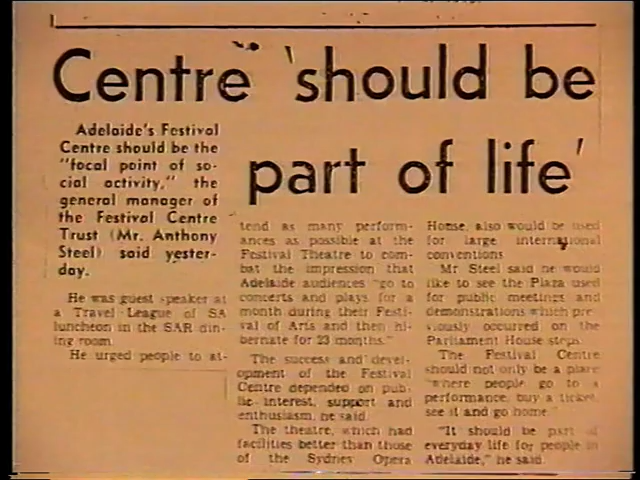 Centre 'should be
part of life'
Adelaide's Festival
Centre should be the
"focal point of so-
cial activity," the
general manager of
the Festival Centre
Trust (Mr. Anthony
Steel) said yester-
day.
He was guest speaker at
a Travel League of SA
luncheon in the SAR din-
ing room.
He urged people to at-
tend as many perform-
ances as possible at the
Festival Theatre to com-
bat the impression that
Adelaide audiences "go to
concerts and plays for a
month during their Festi-
val of Arts and then hi-
bernate for 23 months."
The success and devel-
opment of the Festival
Centre depended on pub-
lic interest, support and
enthusiasm, he said.
The theatre, which had
facilities better than those
of the Sydney Opera
House, also would be used
for large international
conventions.
Mr Steel said he would
like to see the Plaza used
for public meetings and
demonstrations which pre-
viously occurred on the
Parliament House steps.
The Festival Centre
should not only be a place
"where people go to a
performance, buy a ticket,
see it and go home."
"It should be part of
everyday life for people in
Adelaide," he said.